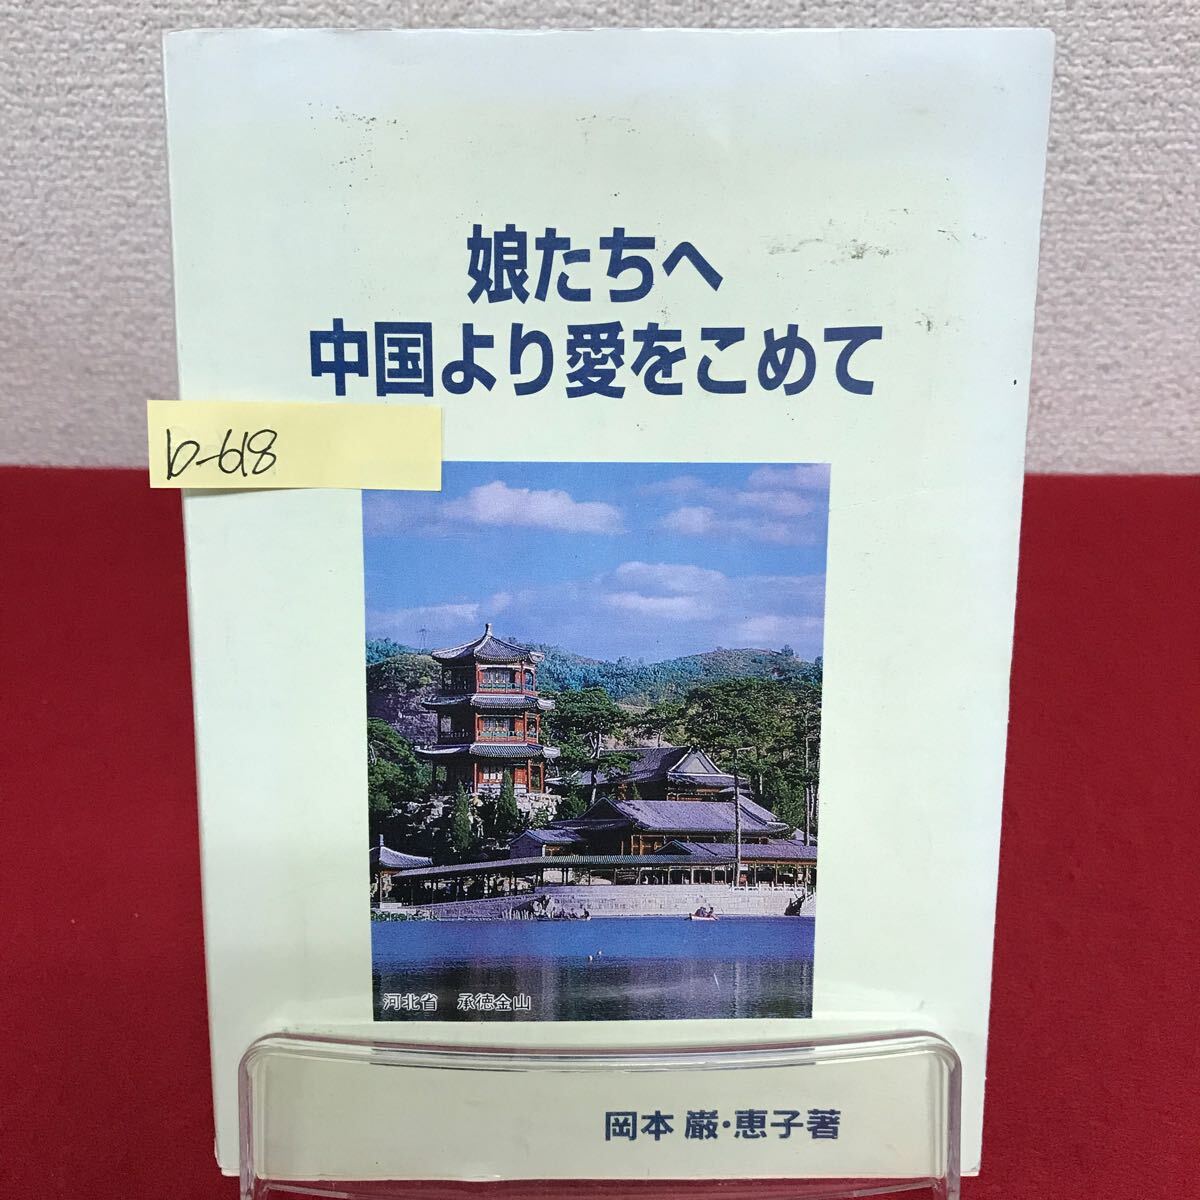 娘たちへ
中国より愛をこめて
b-618
河北省　承徳金山
岡本 巌・恵子著